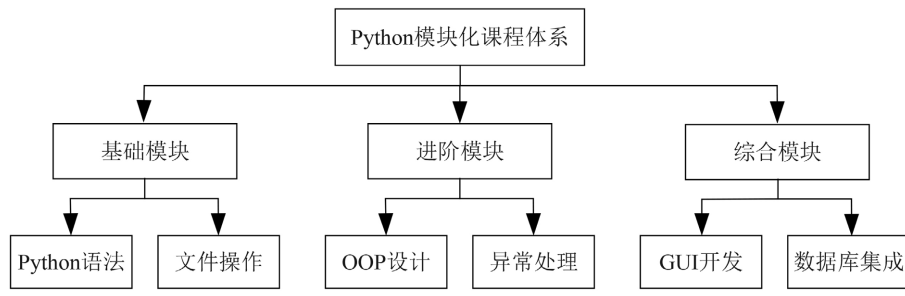 Python模块化课程体系
基础模块
进阶模块
综合模块
Python语法
文件操作
OOP设计
异常处理
GUI开发
数据库集成